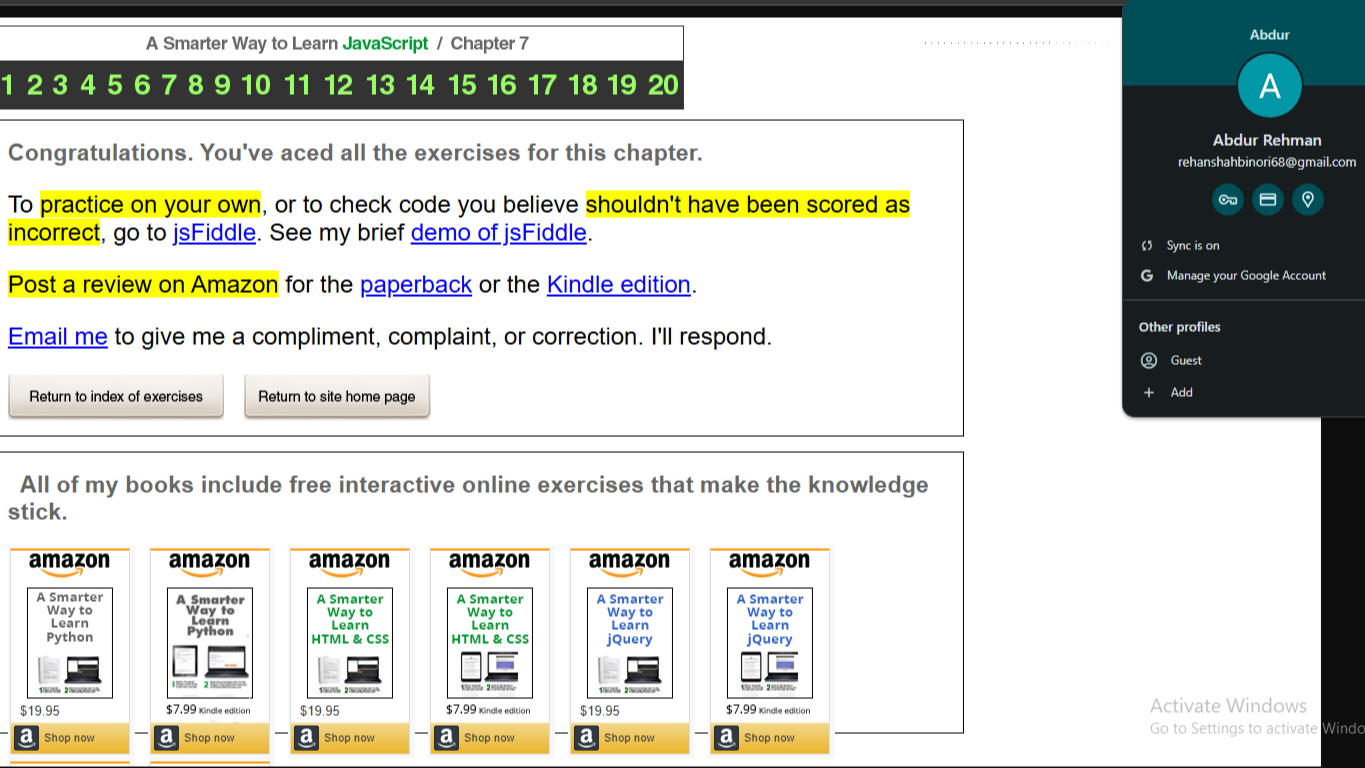 A Smarter Way to Learn JavaScript / Chapter 7
1 2 3 4 5 6 7 8 9 10 11 12 13 14 15 16 17 18 19 20
Congratulations. You've aced all the exercises for this chapter.
To practice on your own, or to check code you believe shouldn't have been scored as
incorrect, go to jsFiddle. See my brief demo of jsFiddle.
Post a review on Amazon for the paperback or the Kindle edition.
Email me to give me a compliment, complaint, or correction. I'll respond.
Return to index of exercises
Return to site home page
All of my books include free interactive online exercises that make the knowledge
stick.
amazon
A Smarter
Way to
Learn
Python
$19.95
a Shop now
amazon
A Smarter
Way to
Learn
Python
$7.99 Kindle edition
a Shop now
amazon
A Smarter
Way to
Learn
HTML & CSS
$19.95
a Shop now
amazon
A Smarter
Way to
Learn
HTML & CSS
$7.99 Kindle edition
a Shop now
amazon
A Smarter
Way to
Learn
jQuery
$19.95
a Shop now
amazon
A Smarter
Way to
Learn
jQuery
$7.99 Kindle edition
a Shop now
Abdur
A
Abdur Rehman
rehanshahbinori68@gmail.com
Sync is on
G Manage your Google Account
Other profiles
Guest
+ Add
Activate Windows
Go to Settings to activate Windo